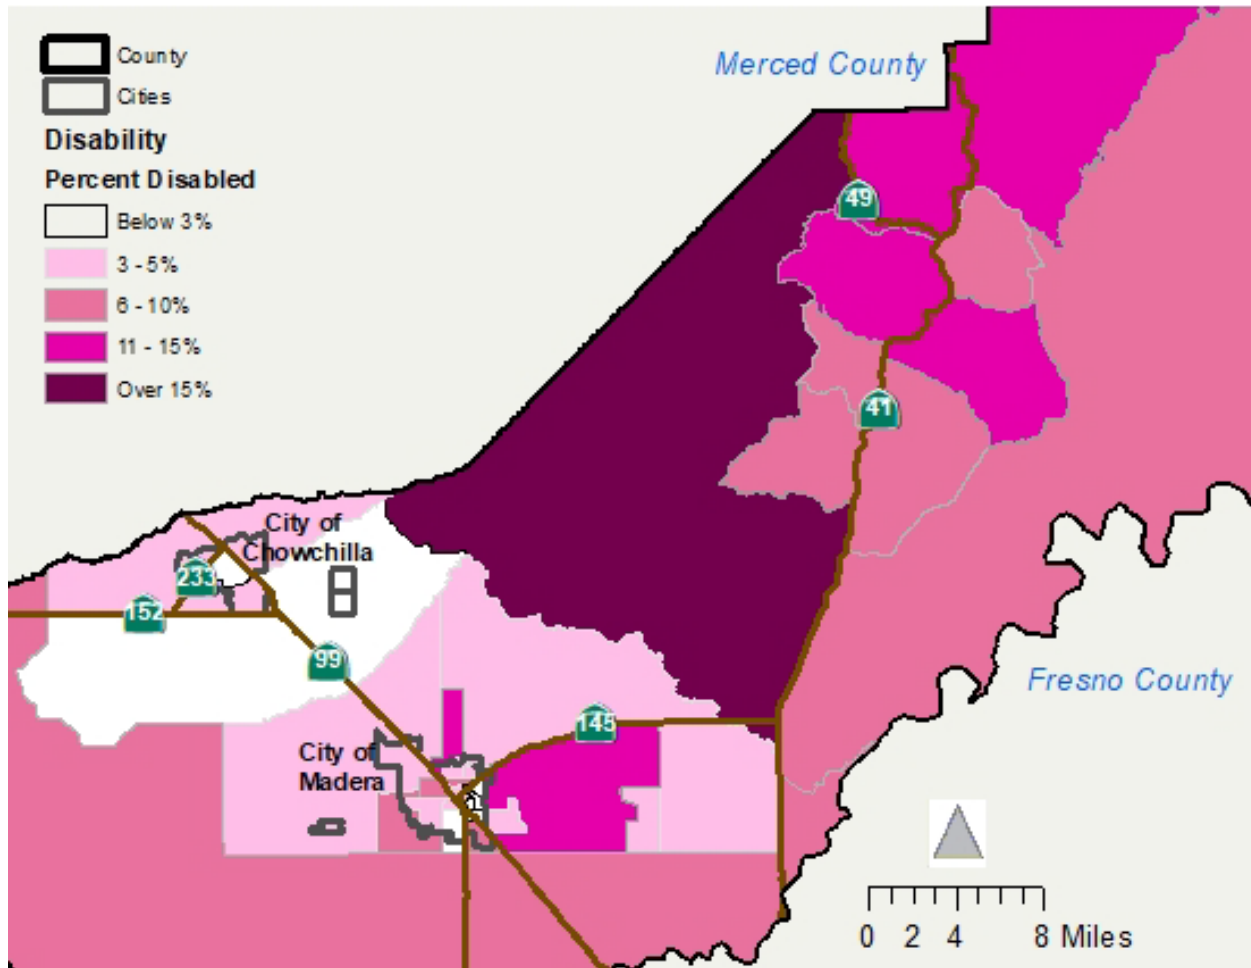 County
Cities
Disability
Percent Disabled
Below 3%
3 - 5%
6 - 10%
11 - 15%
Over 15%
Merced County
49
41
City of
Chowchilla
233
152
99
Fresno County
145
City of
Madera
0 2 4 8 Miles